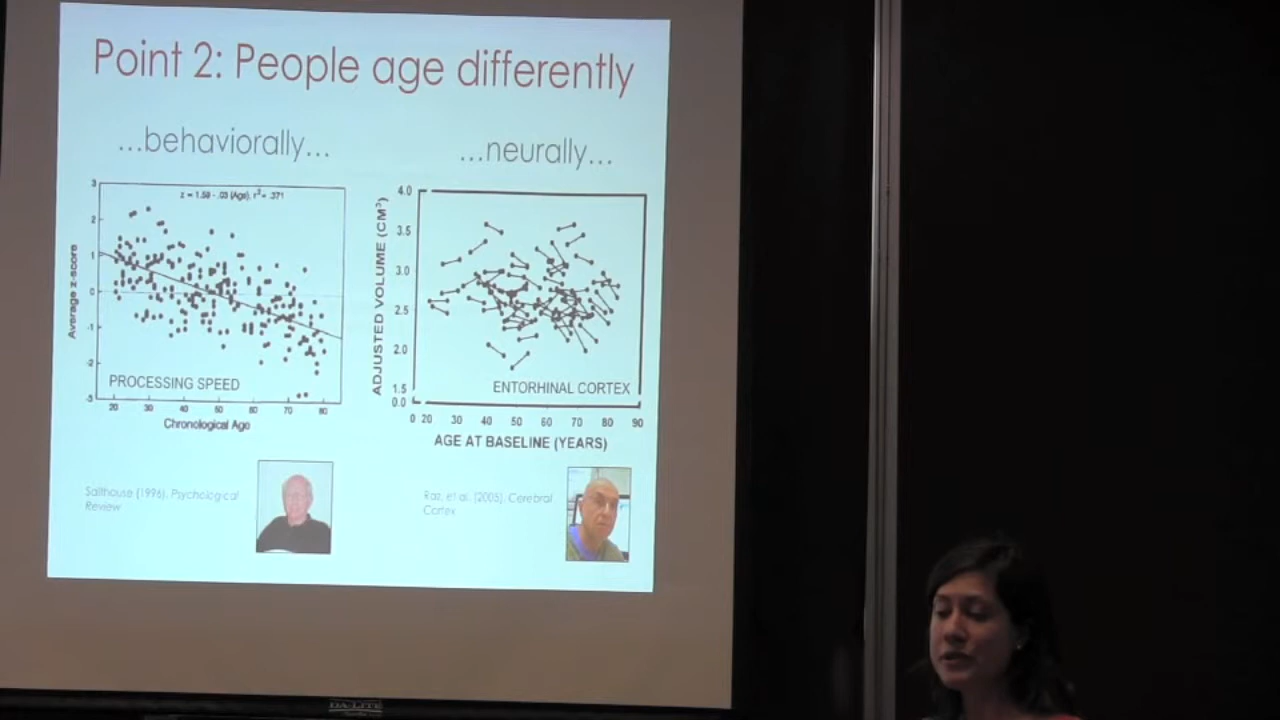 Point 2: People age differently
...behaviorally...
...neurally...
3
2
1
0
-1
-2
-3
z = 1.59 - .03 (Age), r² = .371
Average z-score
PROCESSING SPEED
20 30 40 50 60 70 80
Chronological Age
4.0
3.5
3.0
2.5
2.0
1.5
0.0
ADJUSTED VOLUME (CM³)
ENTORHINAL CORTEX
0 20 30 40 50 60 70 80 90
AGE AT BASELINE (YEARS)
Salthouse (1996). Psychological
Review
Raz, et al. (2005). Cerebral
Cortex
DA-LITE